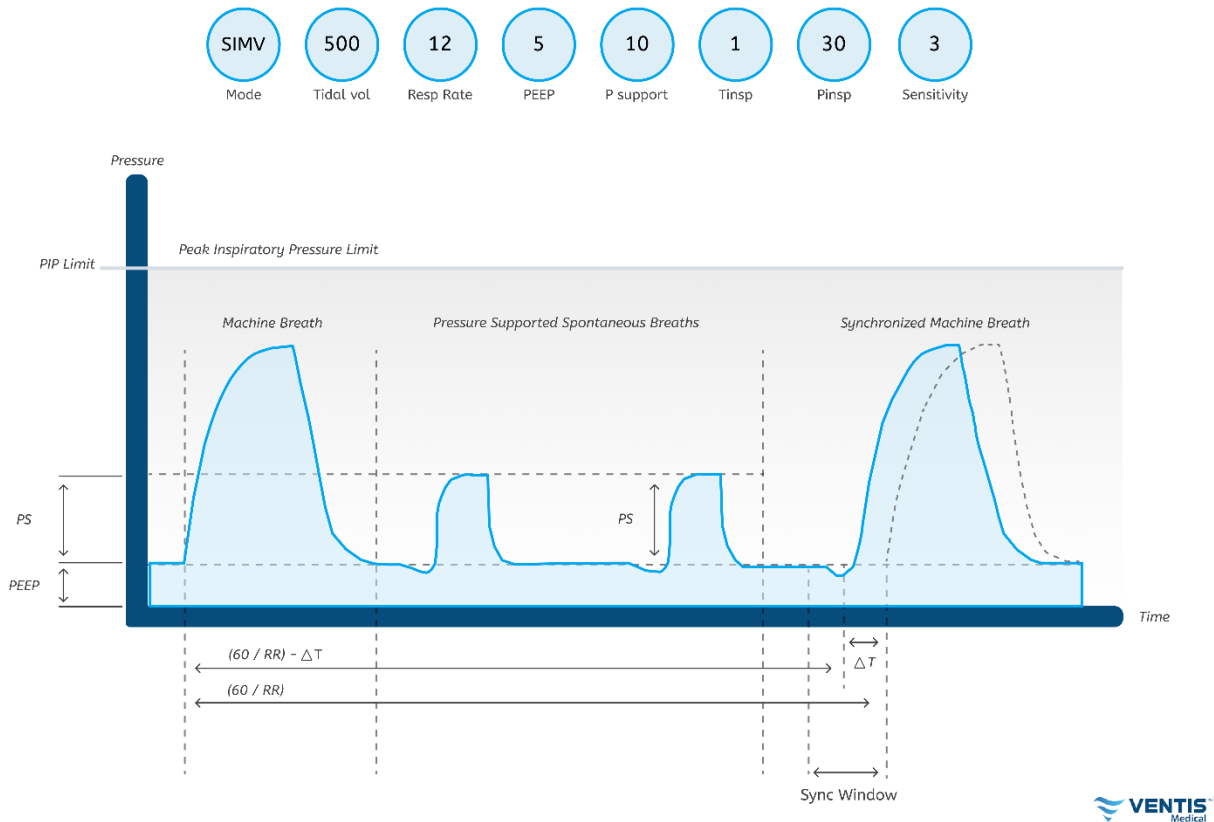 SIMV 500 12 5 10 1 30 3
Mode Tidal vol Resp Rate PEEP P support Tinsp Pinsp Sensitivity
Pressure
Peak Inspiratory Pressure Limit
PIP Limit
Machine Breath Pressure Supported Spontaneous Breaths Synchronized Machine Breath
PS PS
PEEP
Time
(60 / RR) - △T △T
(60 / RR)
Sync Window
VENTIS™
Medical